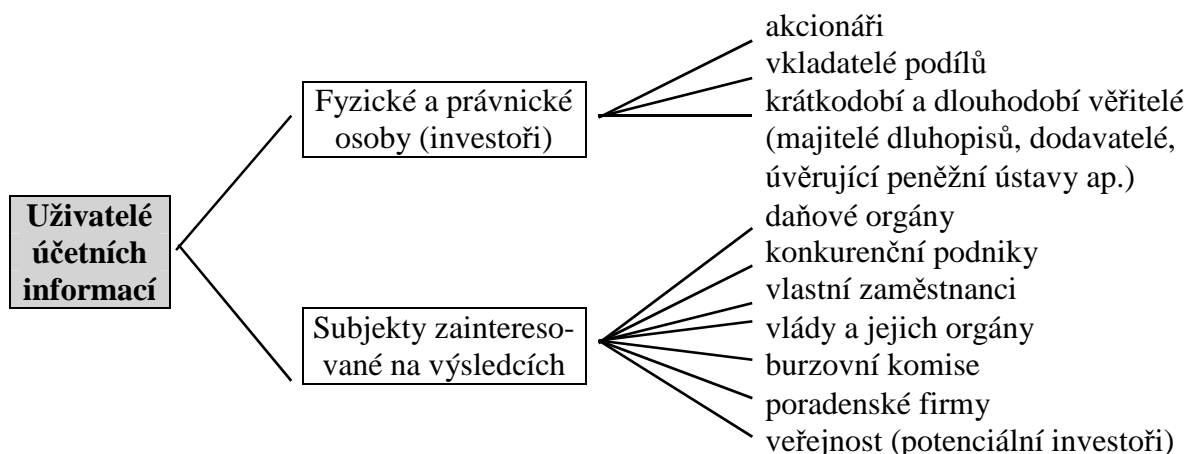 Uživatelé
účetních
informací
Fyzické a právnické
osoby (investoři)
akcionáři
vkladatelé podílů
krátkodobí a dlouhodobí věřitelé
(majitelé dluhopisů, dodavatelé,
úvěrující peněžní ústavy ap.)
Subjekty zaintereso-
vané na výsledcích
daňové orgány
konkurenční podniky
vlastní zaměstnanci
vlády a jejich orgány
burzovní komise
poradenské firmy
veřejnost (potenciální investoři)